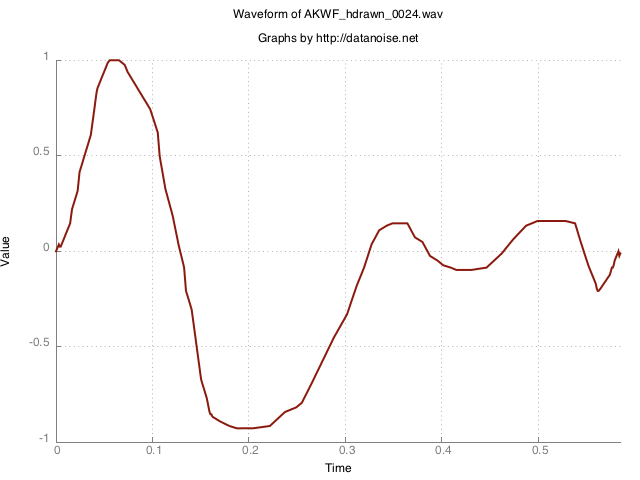 Waveform of AKWF_hdrawn_0024.wav
Graphs by http://datanoise.net
1
0.5
0
-0.5
-1
Value
0 0.1 0.2 0.3 0.4 0.5
Time